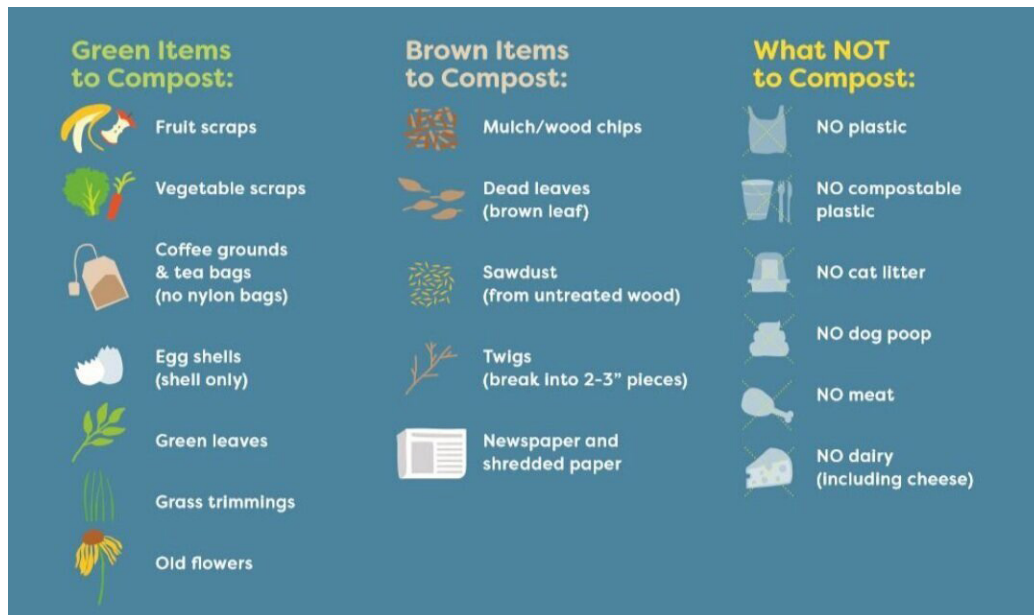 Green Items
to Compost:
Fruit scraps
Vegetable scraps
Coffee grounds
& tea bags
(no nylon bags)
Egg shells
(shell only)
Green leaves
Grass trimmings
Old flowers
Brown Items
to Compost:
Mulch/wood chips
Dead leaves
(brown leaf)
Sawdust
(from untreated wood)
Twigs
(break into 2-3” pieces)
Newspaper and
shredded paper
What NOT
to Compost:
NO plastic
NO compostable
plastic
NO cat litter
NO dog poop
NO meat
NO dairy
(including cheese)